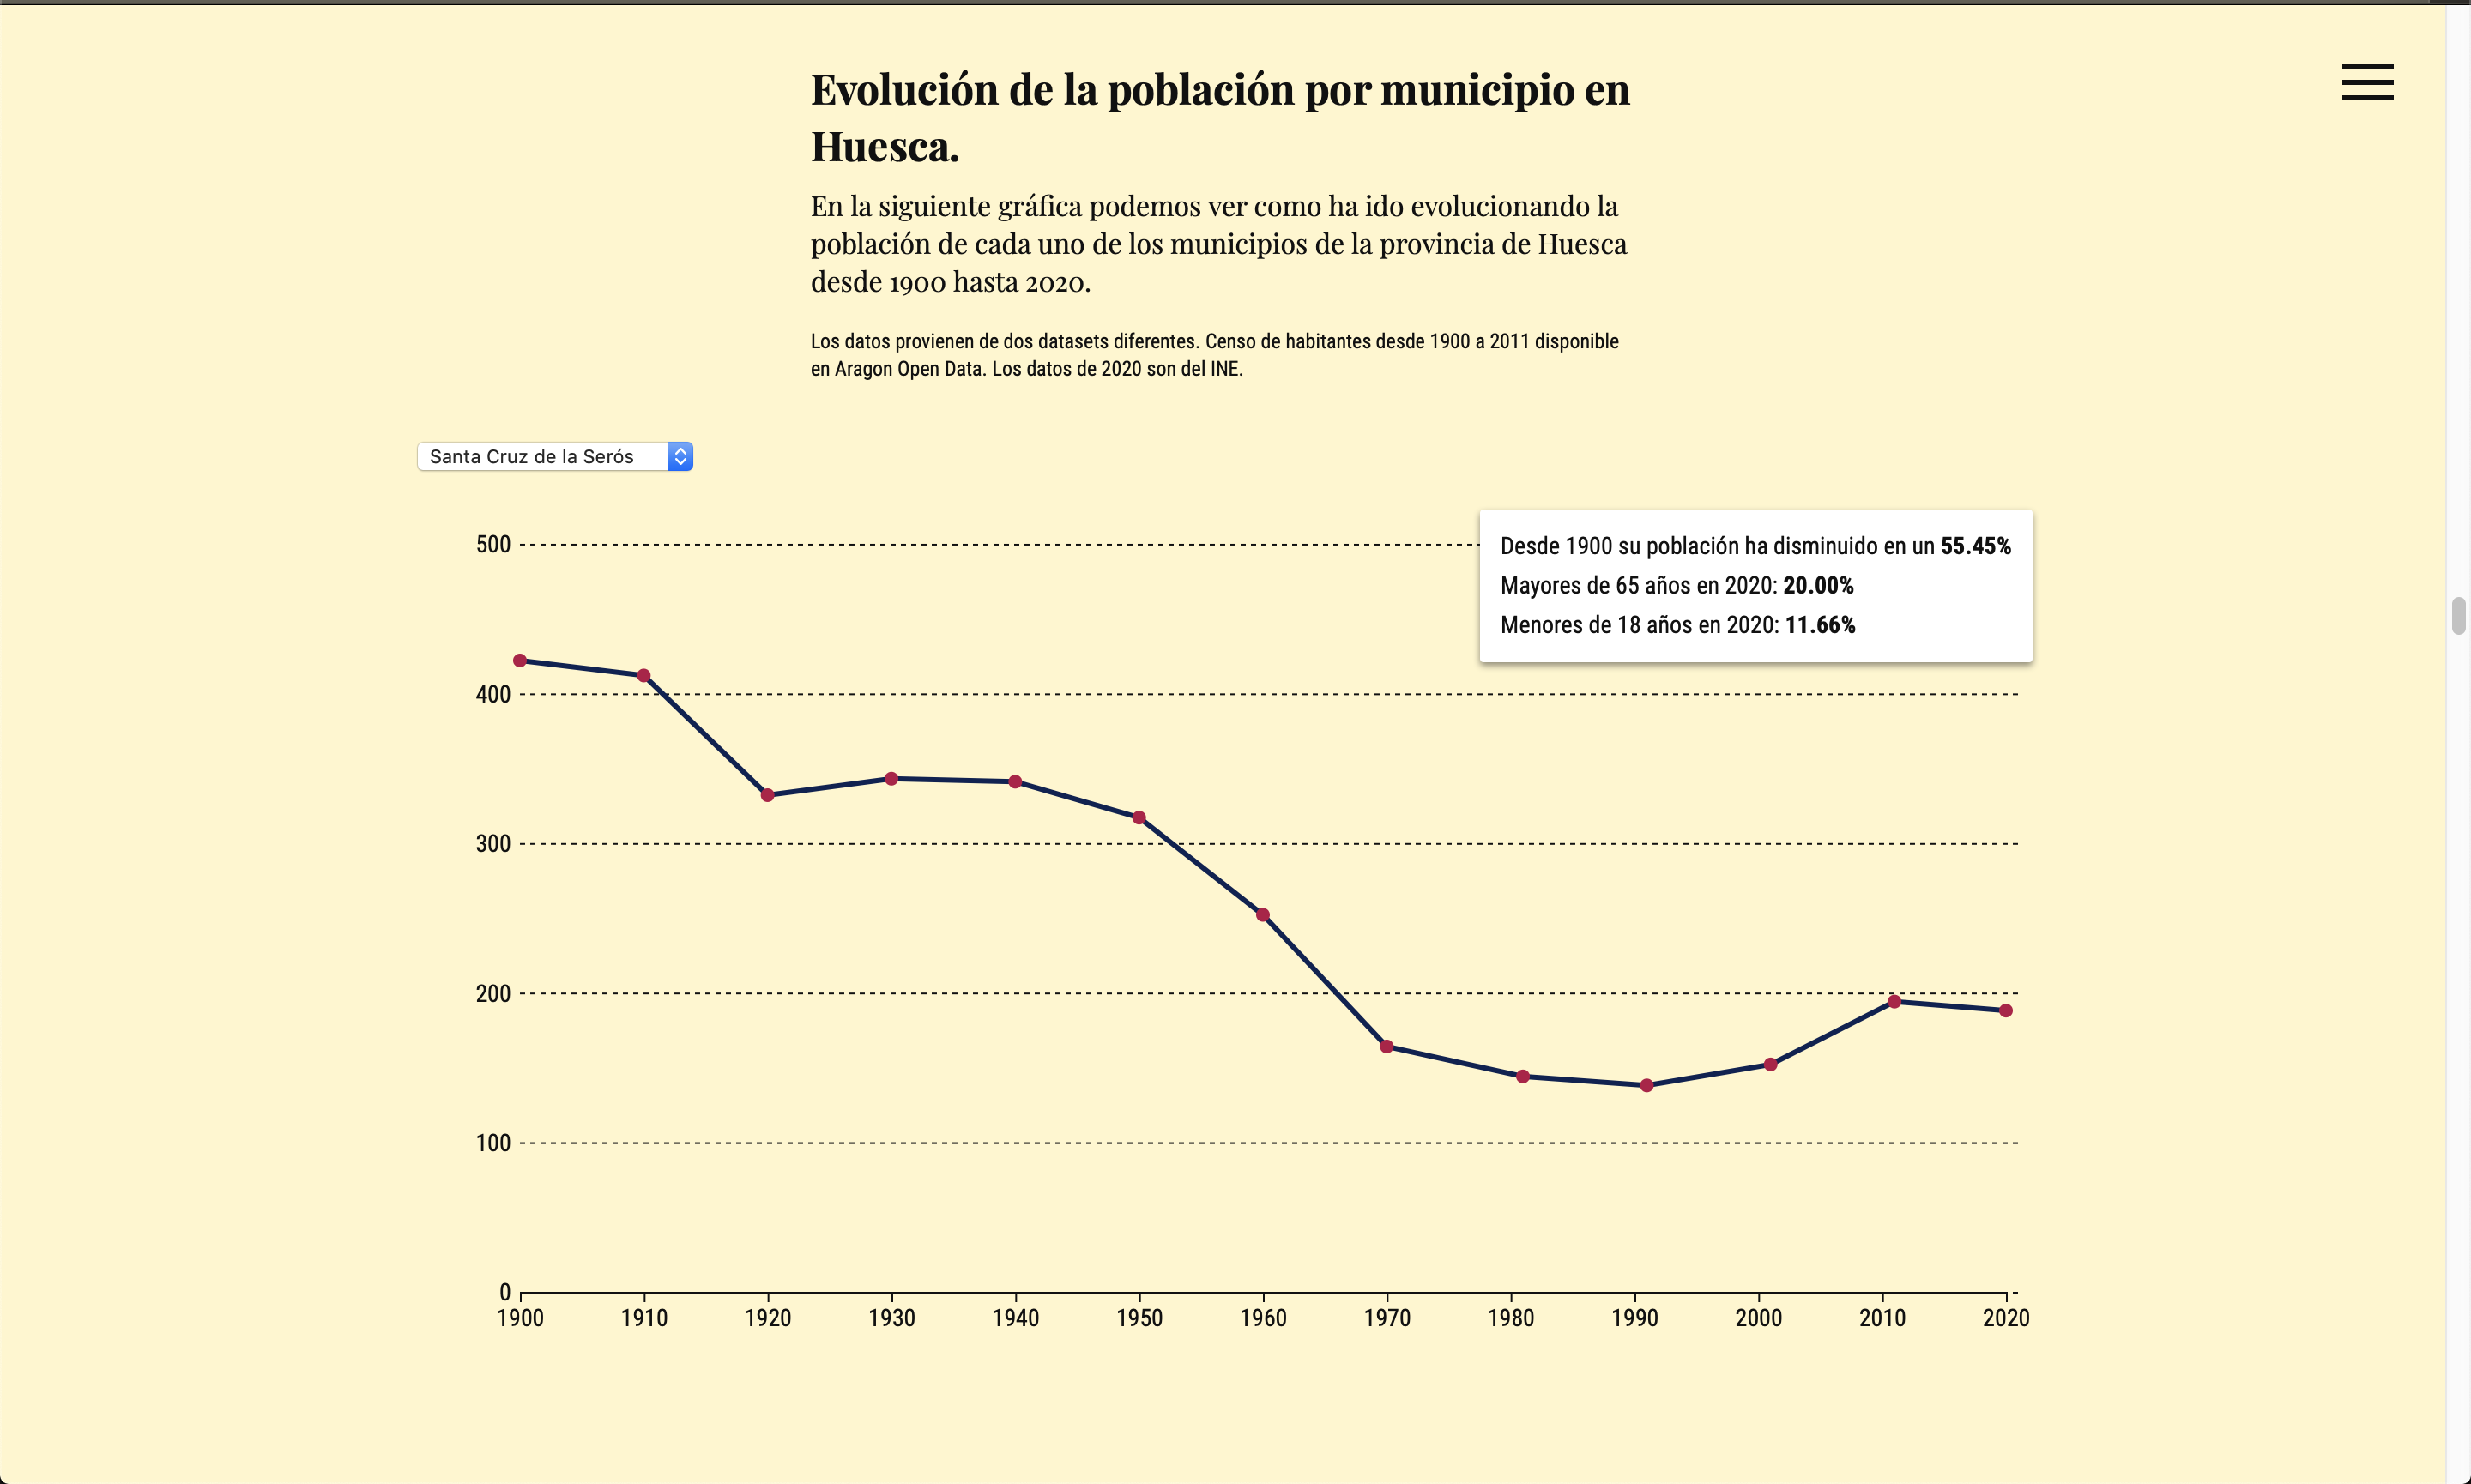 Evolución de la población por municipio en
Huesca.
En la siguiente gráfica podemos ver como ha ido evolucionando la
población de cada uno de los municipios de la provincia de Huesca
desde 1900 hasta 2020.
Los datos provienen de dos datasets diferentes. Censo de habitantes desde 1900 a 2011 disponible
en Aragon Open Data. Los datos de 2020 son del INE.
Santa Cruz de la Serós
Desde 1900 su población ha disminuido en un 55.45%
Mayores de 65 años en 2020: 20.00%
Menores de 18 años en 2020: 11.66%
500
400
300
200
100
0
1900 1910 1920 1930 1940 1950 1960 1970 1980 1990 2000 2010 2020